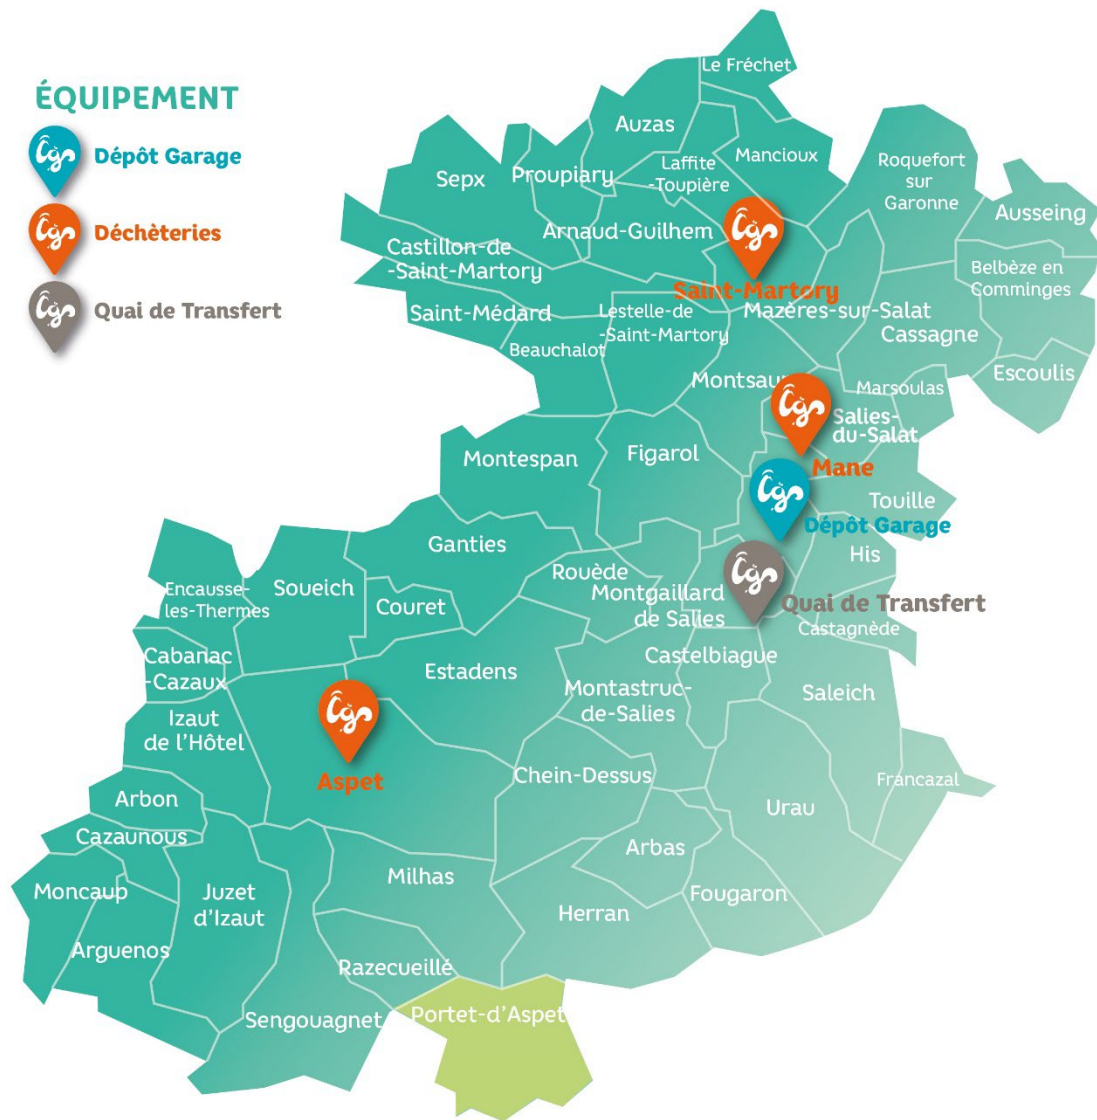 ÉQUIPEMENT
Dépôt Garage
Déchèteries
Quai de Transfert
Le Fréchet
Auzas
Laffite
-Toupière
Mancioux
Roquefort
sur
Garonne
Sepx
Proupiary
Ausseing
Arnaud-Guilhem
Castillon-de
-Saint-Martory
Saint-Martory
Belbèze en
Comminges
Saint-Médard
Lestelle-de
-Saint-Martory
Mazères-sur-Salat
Cassagne
Beauchalot
Escoulis
Montsau
Marsoulas
Salies-
du-Salat
Montespan
Figarol
Mane
Touille
Dépôt Garage
Ganties
His
Rouède
Encausse-
les-Thermes
Soueich
Couret
Montgaillard
de Salies
Quai de Transfert
Castagnède
Cabanac
-Cazaux
Estadens
Castelbiague
Montastruc-
de-Salies
Saleich
Izaut
de l'Hôtel
Aspet
Chein-Dessus
Francazal
Arbon
Urau
Cazaunous
Arbas
Moncaup
Juzet
d'Izaut
Milhas
Fougaron
Herran
Arguenos
Razecueillé
Sengouagnet
Portet-d'Aspet